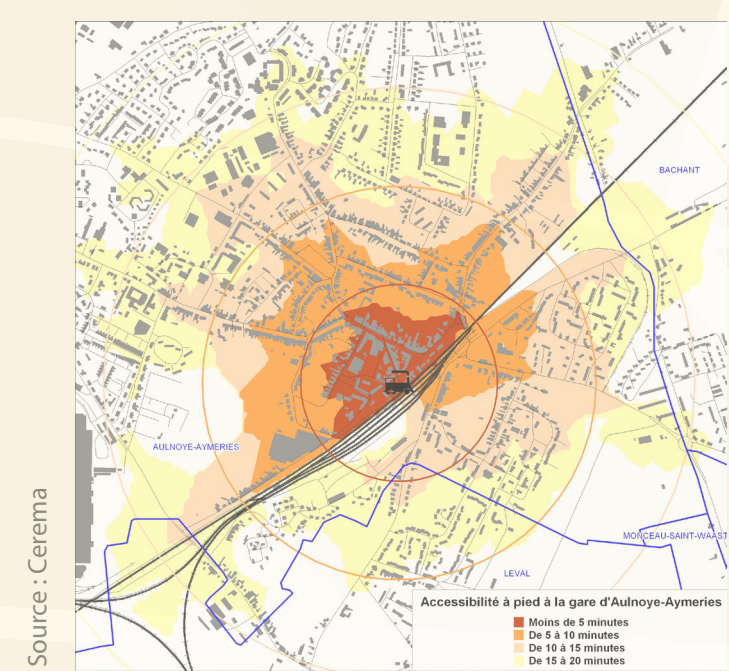 BACHANT
AULNOYE-AYMERIES
MONCEAU-SAINT-WAAST
LEVAL
Accessibilité à pied à la gare d'Aulnoye-Aymeries
Moins de 5 minutes
De 5 à 10 minutes
De 10 à 15 minutes
De 15 à 20 minutes
Source : Cerema